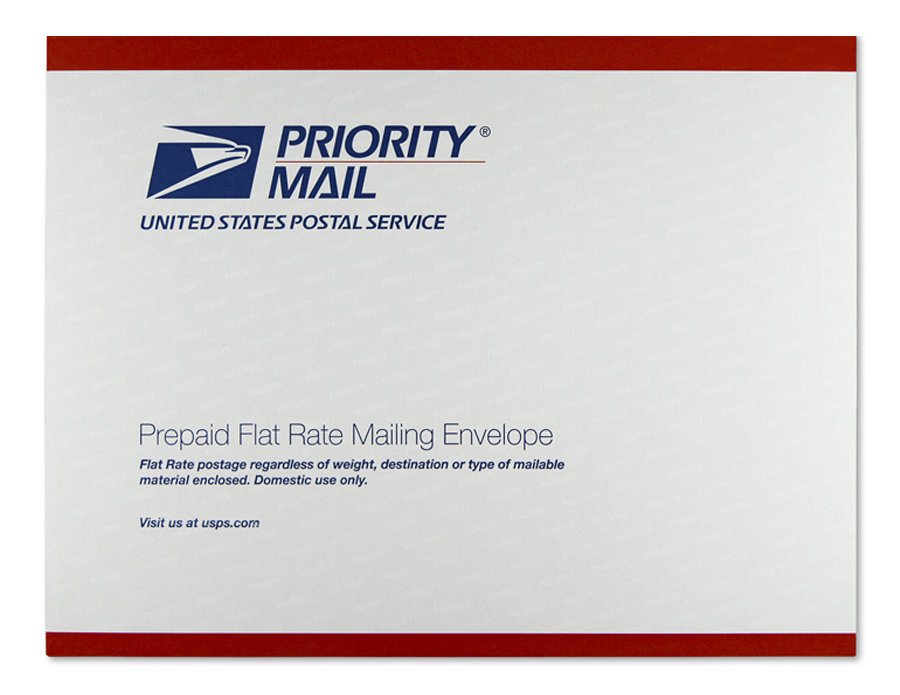 PRIORITY®
MAIL
UNITED STATES POSTAL SERVICE
Prepaid Flat Rate Mailing Envelope
Flat Rate postage regardless of weight, destination or type of mailable
material enclosed. Domestic use only.
Visit us at usps.com